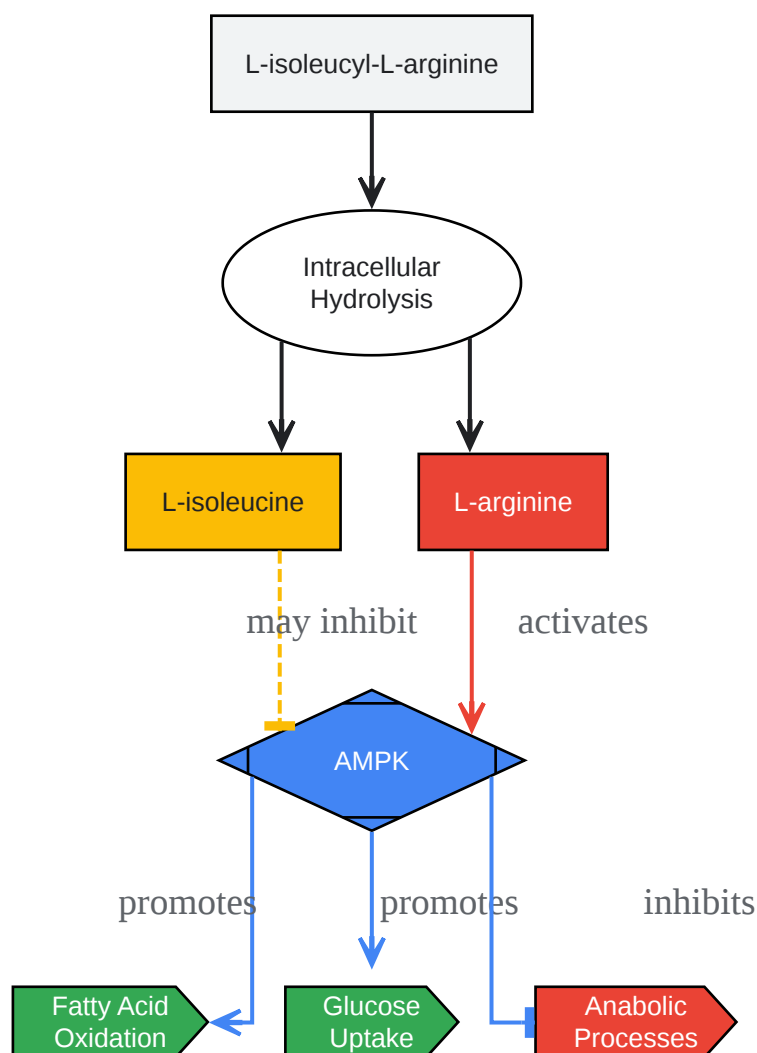 L-isoleucyl-L-arginine
Intracellular
Hydrolysis
L-isoleucine
L-arginine
may inhibit
activates
AMPK
promotes
promotes
inhibits
Fatty Acid
Oxidation
Glucose
Uptake
Anabolic
Processes